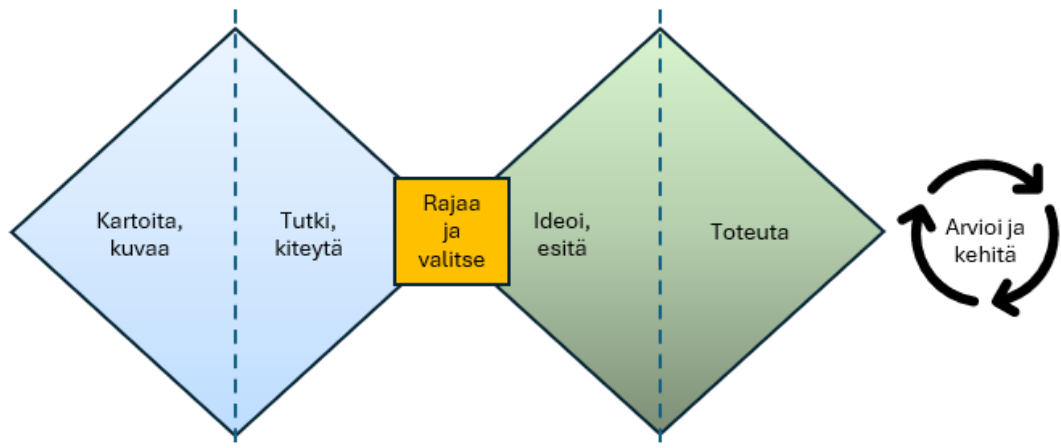 Kartoita,
kuvaa
Tutki,
kiteytä
Rajaa
ja
valitse
Ideoi,
esitä
Toteuta
Arvioi ja
kehitä